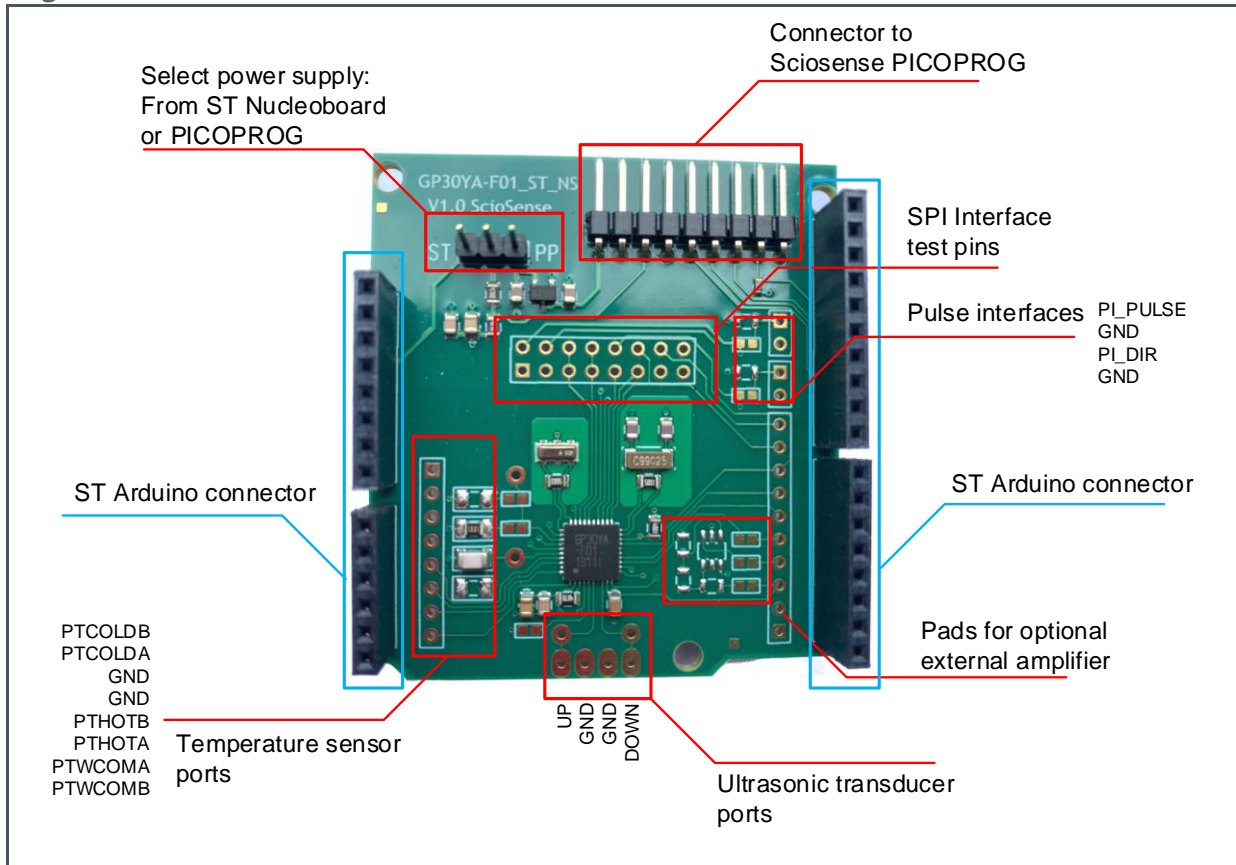 Connector to
Sciosense PICOPROG
Select power supply:
From ST Nucleoboard
or PICOPROG
GP30YA-F01_ST_NS
V1.0 ScioSense
ST
PP
SPI Interface
test pins
Pulse interfaces
PI_PULSE
GND
PI_DIR
GND
C99025
ST Arduino connector
ST Arduino connector
GP30YA
-F01
PTCOLDB
PTCOLDA
GND
GND
PTHOTB
PTHOTA
PTWCOMA
PTWCOMB
Temperature sensor
ports
UP
GND
GND
DOWN
Pads for optional
external amplifier
Ultrasonic transducer
ports